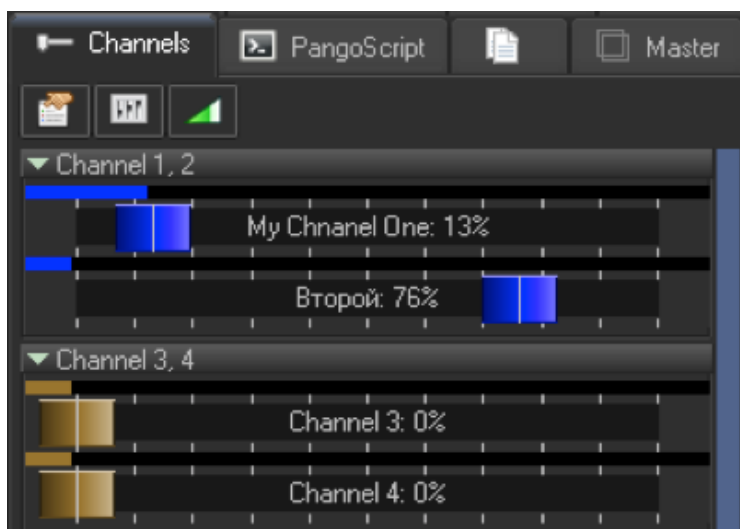 Channels PangoScript Master
Channel 1, 2
My Chnanel One: 13%
Второй: 76%
Channel 3, 4
Channel 3: 0%
Channel 4: 0%